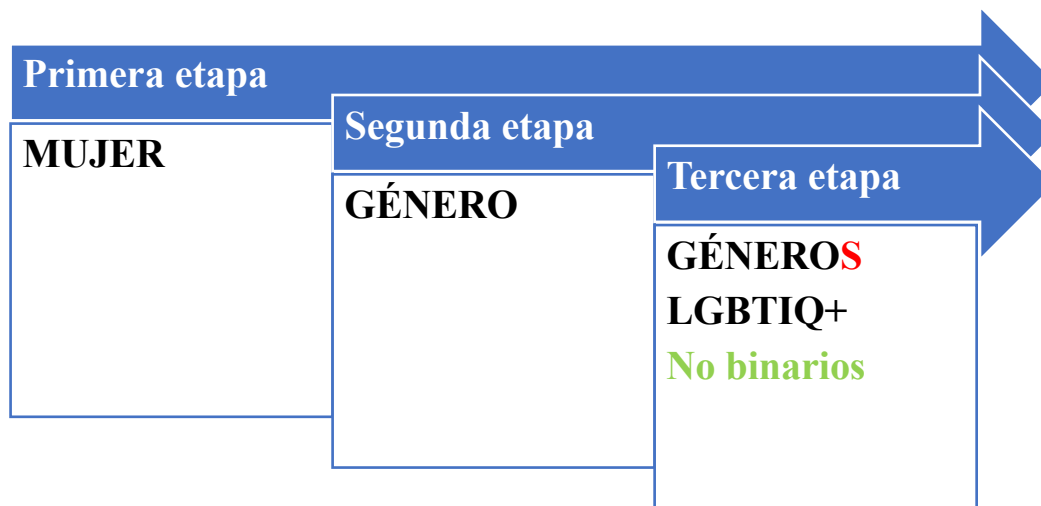 Primera etapa
MUJER
Segunda etapa
GÉNERO
Tercera etapa
GÉNEROS
LGBTIQ+
No binarios